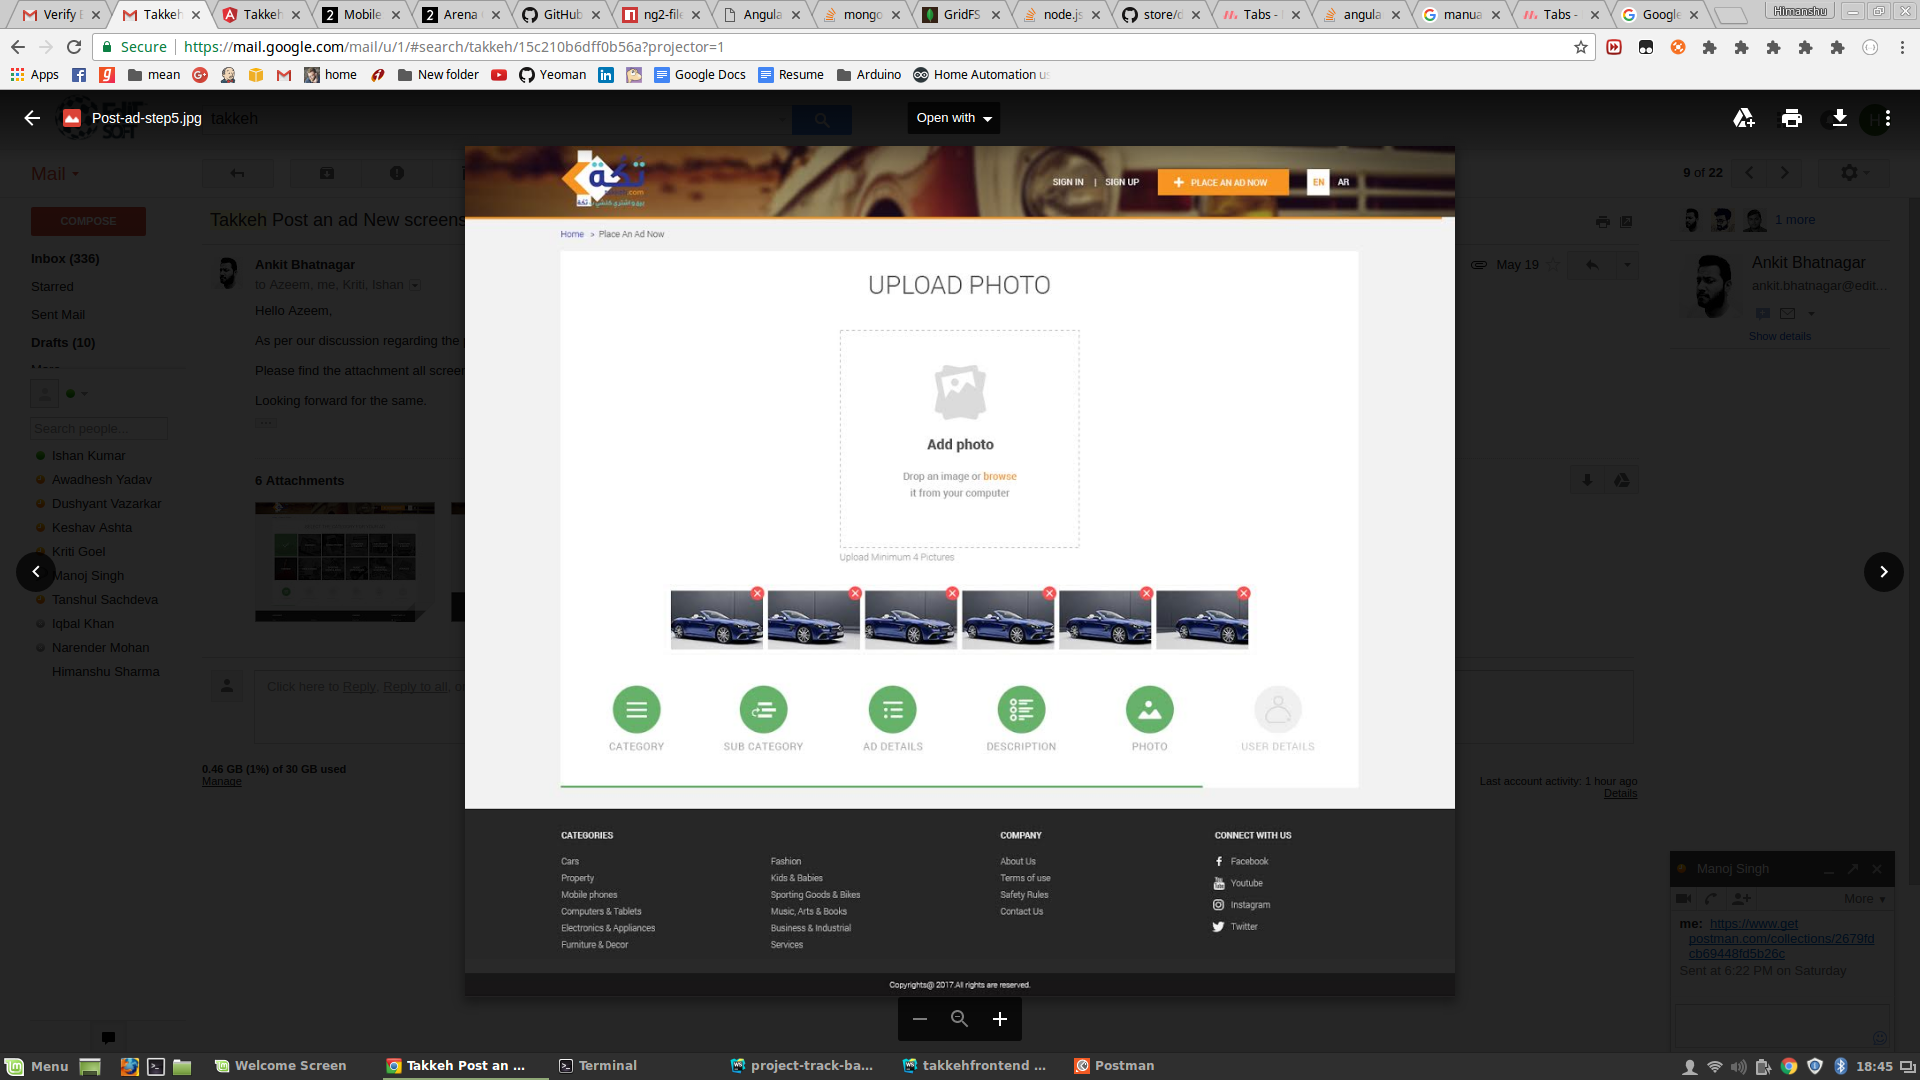 Verify E
Takkeh
Takkeh
Mobile
Arena
GitHub
ng2-file
Angula
mongo
GridFS
node.js
store/d
Tabs -
angula
manua
Tabs -
Google
Himanshu
Secure
https://mail.google.com/mail/u/1/#search/takkeh/15c210b6dff0b56a?projector=1
Apps
mean
home
New folder
Yeoman
Google Docs
Resume
Arduino
Home Automation us
Post-ad-step5.jpg
takkeh
Open with
Mail
9 of 22
COMPOSE
Takkeh Post an ad New screens
1 more
Inbox (336)
Starred
Sent Mail
Drafts (10)
More
Ankit Bhatnagar
to Azeem, me, Kriti, Ishan
May 19
Ankit Bhatnagar
ankit.bhatnagar@edit...
Show details
Hello Azeem,
As per our discussion regarding the
Please find the attachment all screen
Looking forward for the same.
Search people...
Ishan Kumar
Awadhesh Yadav
Dushyant Vazarkar
Keshav Ashta
Kriti Goel
Manoj Singh
Tanshul Sachdeva
Iqbal Khan
Narender Mohan
Himanshu Sharma
6 Attachments
Click here to Reply, Reply to all, o
0.46 GB (1%) of 30 GB used
Manage
Last account activity: 1 hour ago
Details
تكّة
.com
SIGN IN | SIGN UP
PLACE AN AD NOW
EN
AR
Home > Place An Ad Now
UPLOAD PHOTO
Add photo
Drop an image or browse
it from your computer
Upload Minimum 4 Pictures
CATEGORY
SUB CATEGORY
AD DETAILS
DESCRIPTION
PHOTO
USER DETAILS
CATEGORIES
Cars
Property
Mobile phones
Computers & Tablets
Electronics & Appliances
Furniture & Decor
Fashion
Kids & Babies
Sporting Goods & Bikes
Music, Arts & Books
Business & Industrial
Services
COMPANY
About Us
Terms of use
Safety Rules
Contact Us
CONNECT WITH US
Facebook
Youtube
Instagram
Twitter
Copyrights@ 2017.All rights are reserved.
Manoj Singh
More
me: https://www.get
postman.com/collections/2679fd
cb69448fd5b26c
Sent at 6:22 PM on Saturday
Menu
Welcome Screen
Takkeh Post an ...
Terminal
project-track-ba...
takkehfrontend ...
Postman
18:45